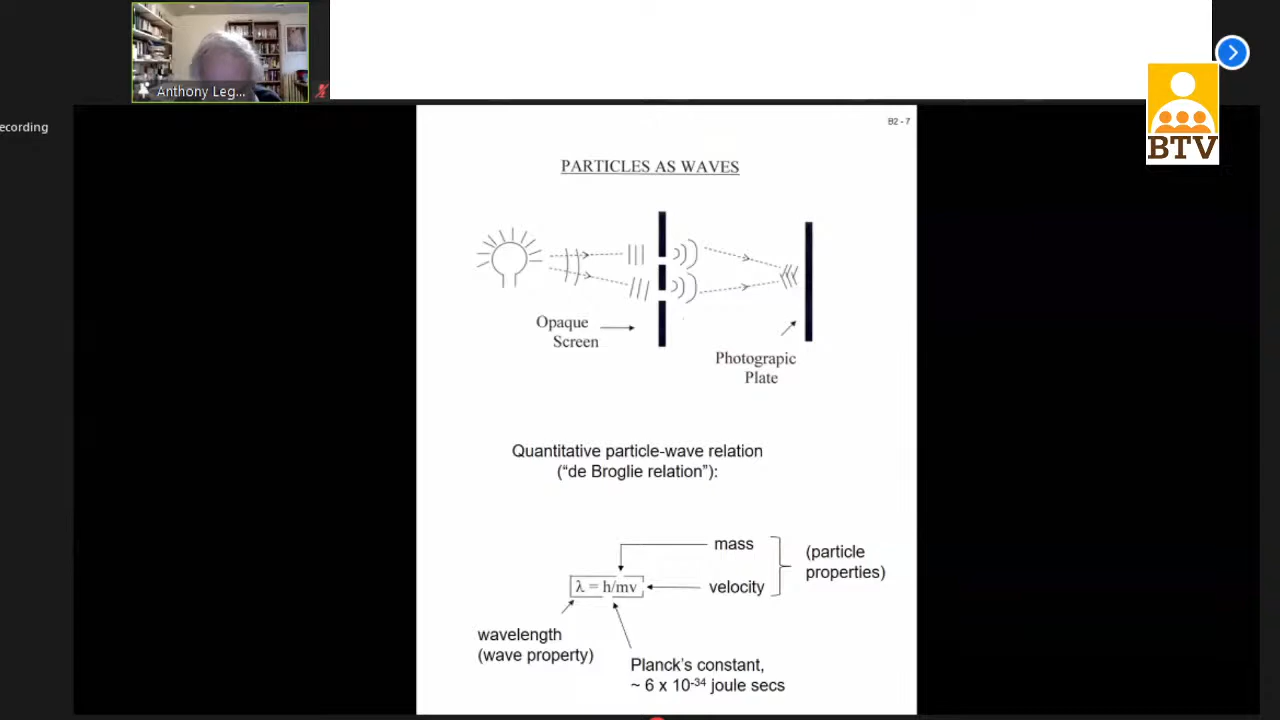 Anthony Leg...
ecording
BTV
B2 - 7
PARTICLES AS WAVES
Opaque
Screen
Photograpic
Plate
Quantitative particle-wave relation
(“de Broglie relation”):
mass
(particle
properties)
λ = h/mv
velocity
wavelength
(wave property)
Planck’s constant,
~ 6 x 10⁻³⁴ joule secs